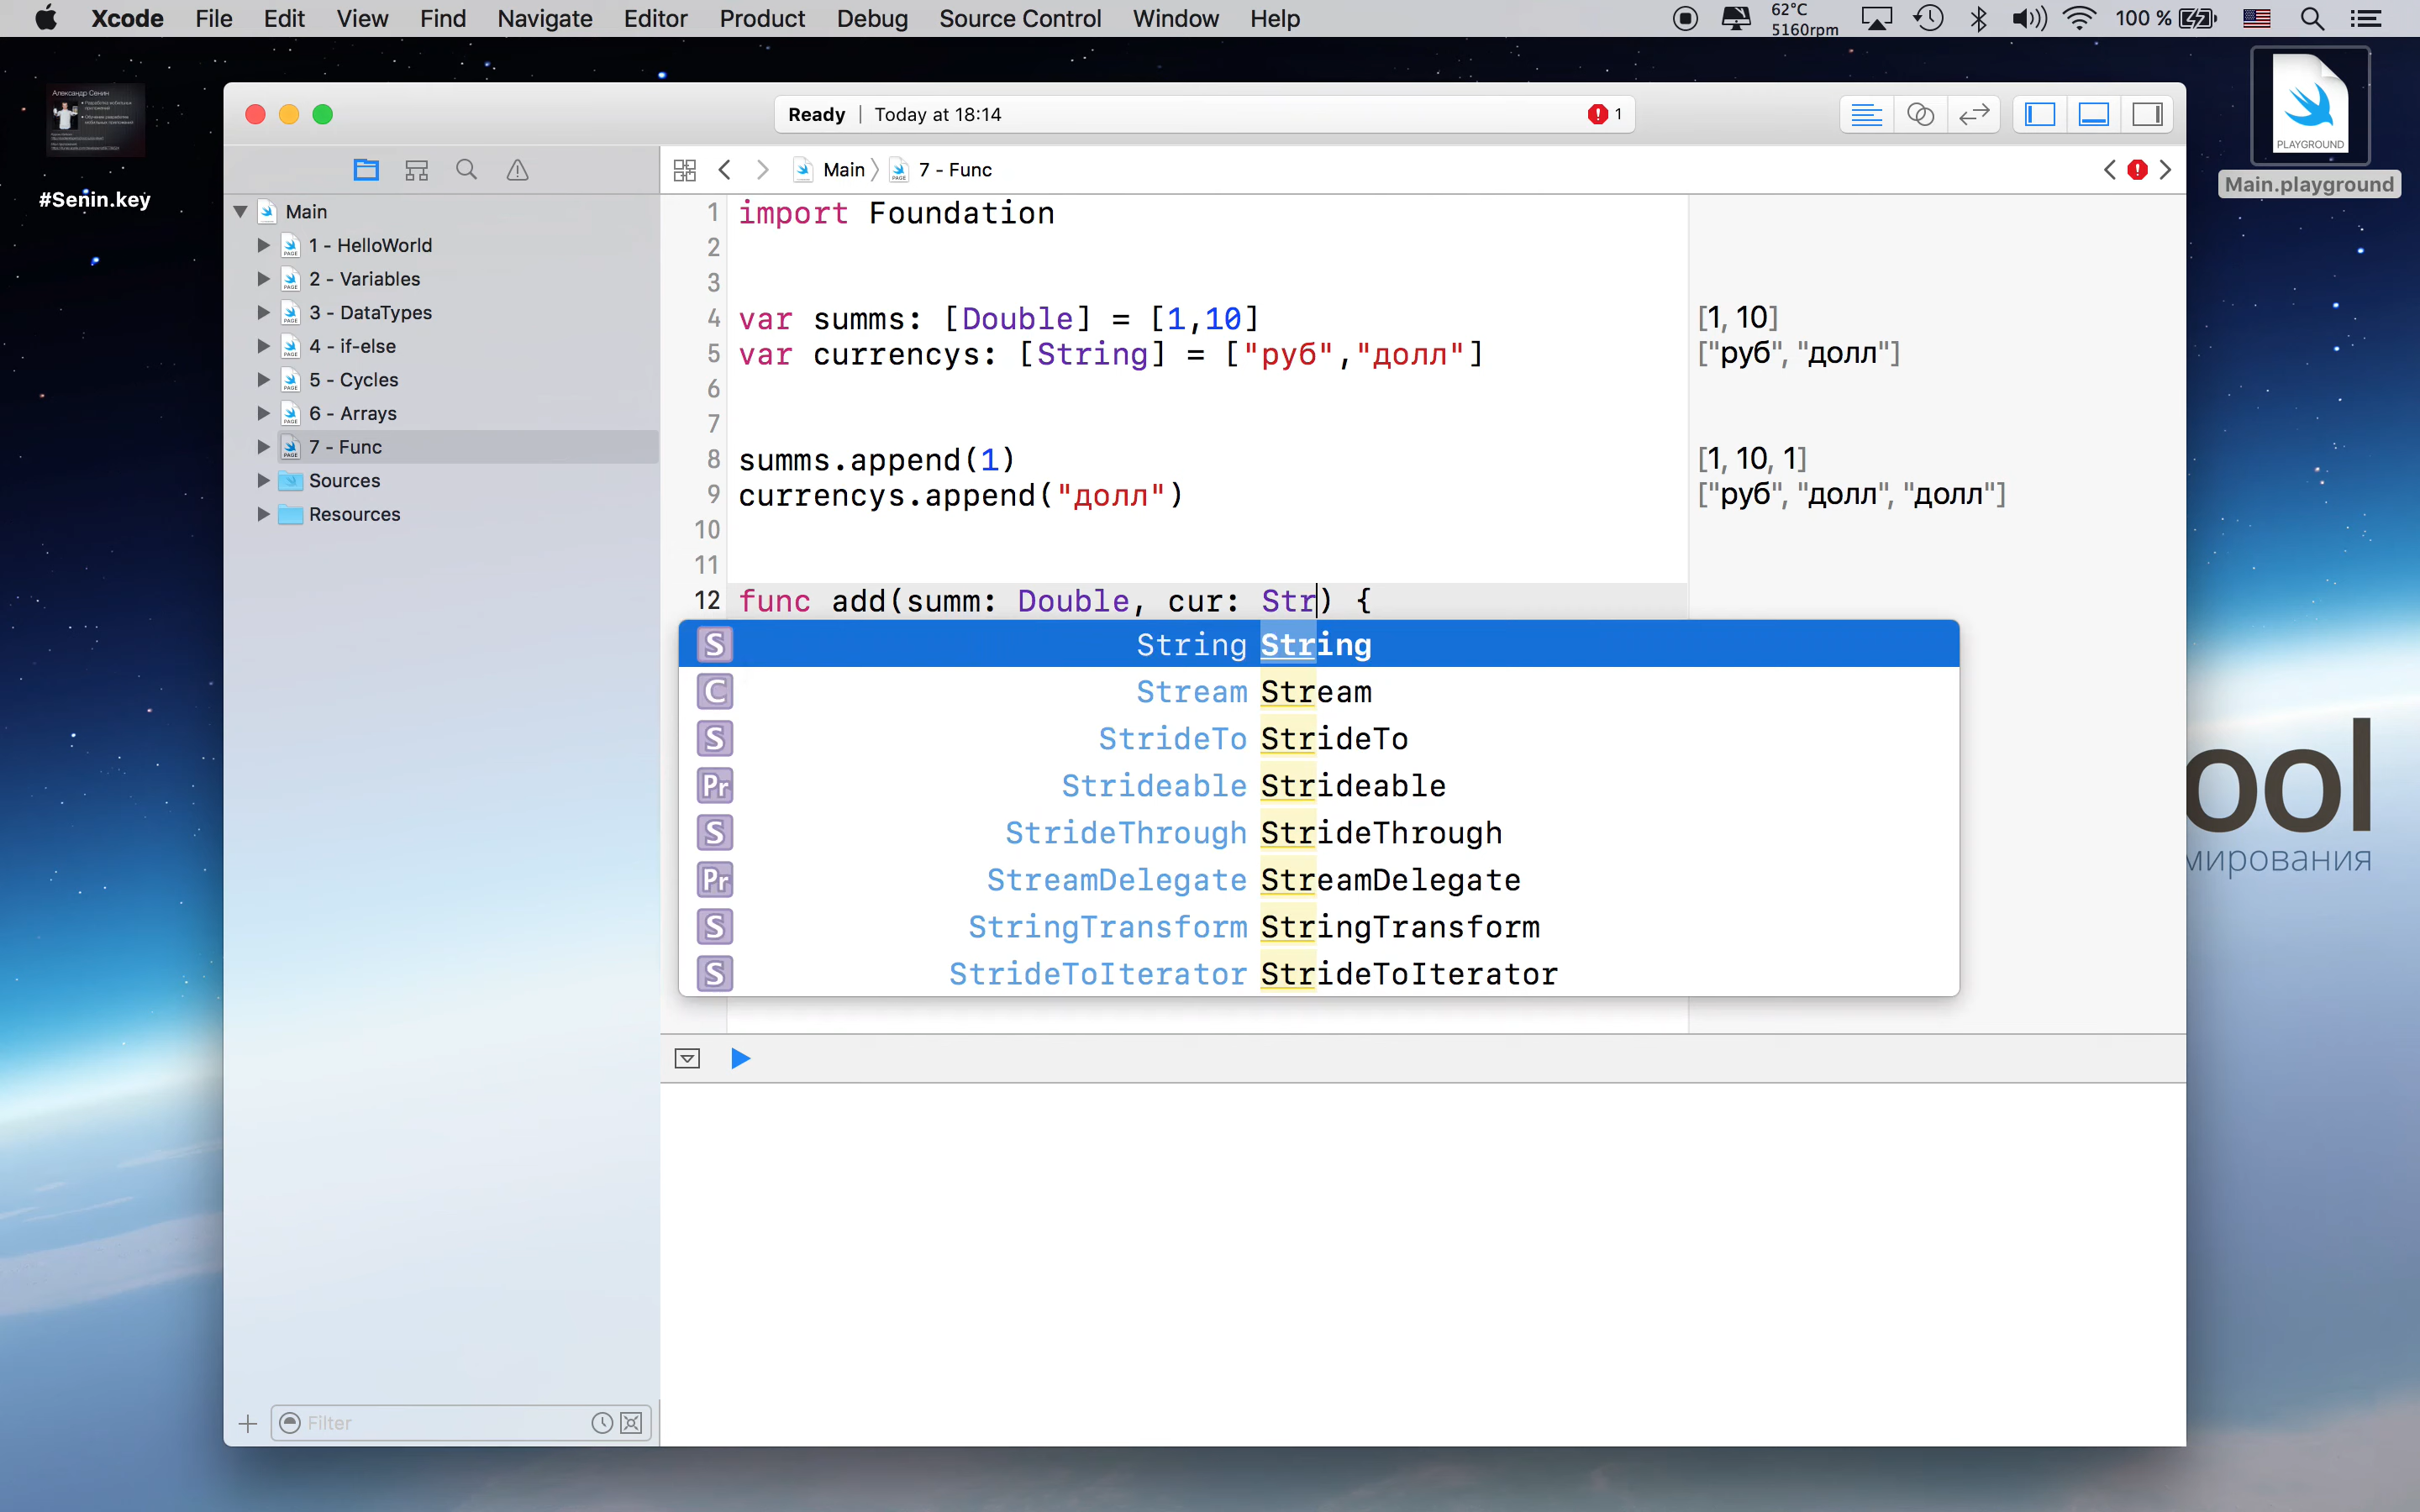 Xcode File Edit View Find Navigate Editor Product Debug Source Control Window Help
62°C
5160rpm
100 %
Александр Сенин
#Senin.key
Ready | Today at 18:14
1
PLAYGROUND
Main.playground
Main 〉 7 - Func
Main
1 - HelloWorld
2 - Variables
3 - DataTypes
4 - if-else
5 - Cycles
6 - Arrays
7 - Func
Sources
Resources
1 import Foundation
2
3
4 var summs: [Double] = [1,10]
[1, 10]
5 var currencys: [String] = ["руб","долл"]
["руб", "долл"]
6
7
8 summs.append(1)
[1, 10, 1]
9 currencys.append("долл")
["руб", "долл", "долл"]
10
11
12 func add(summ: Double, cur: Str) {
S String String
C Stream Stream
S StrideTo StrideTo
Pr Strideable Strideable
S StrideThrough StrideThrough
Pr StreamDelegate StreamDelegate
S StringTransform StringTransform
S StrideToIterator StrideToIterator
ool
мирования
Filter